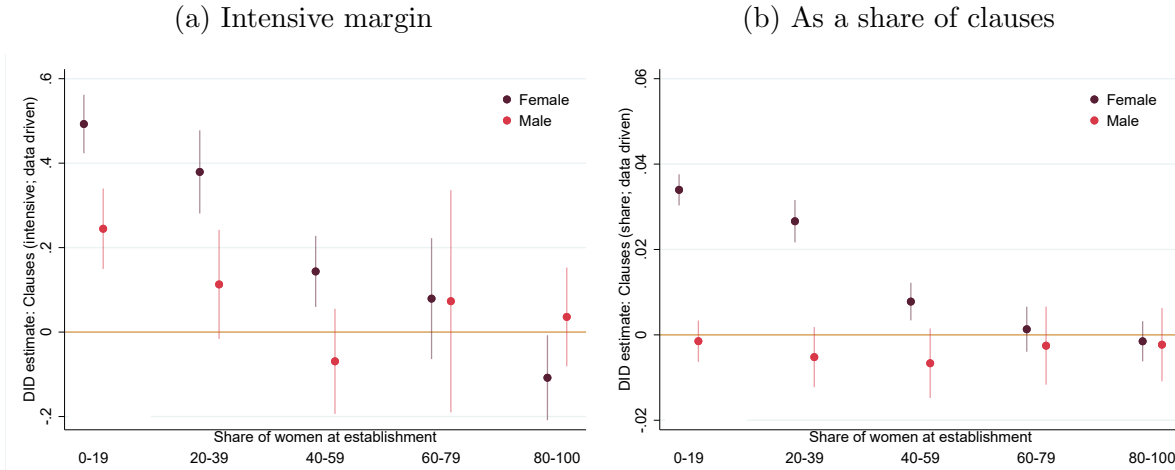 (a) Intensive margin
DID estimate: Clauses (intensive; data driven)
.6
.4
.2
0
-.2
Female
Male
Share of women at establishment
0-19 20-39 40-59 60-79 80-100
(b) As a share of clauses
DID estimate: Clauses (share; data driven)
.06
.04
.02
0
-.02
Female
Male
Share of women at establishment
0-19 20-39 40-59 60-79 80-100